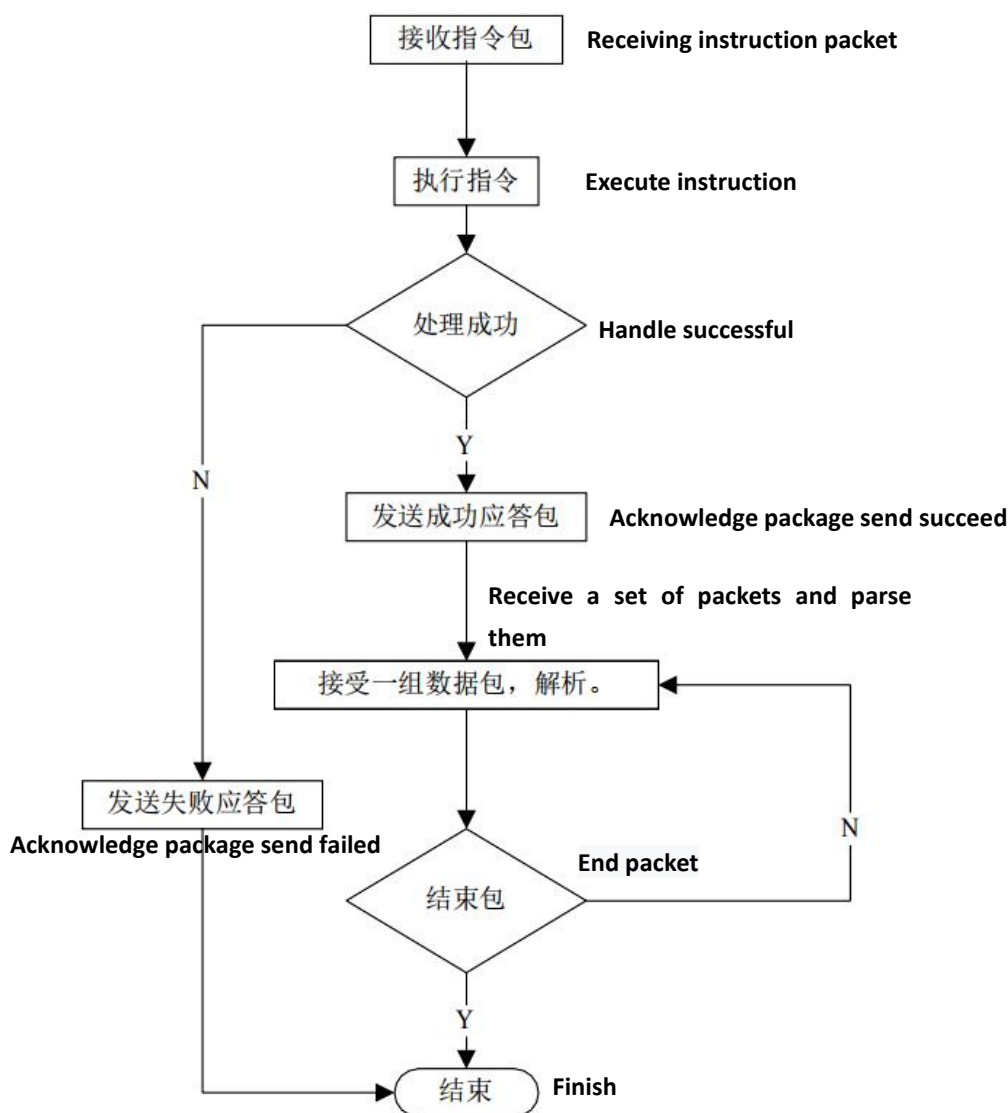 接收指令包
Receiving instruction packet
执行指令
Execute instruction
处理成功
Handle successful
Y
N
发送成功应答包
Acknowledge package send succeed
Receive a set of packets and parse
them
接受一组数据包，解析。
发送失败应答包
Acknowledge package send failed
N
End packet
结束包
Y
结束
Finish